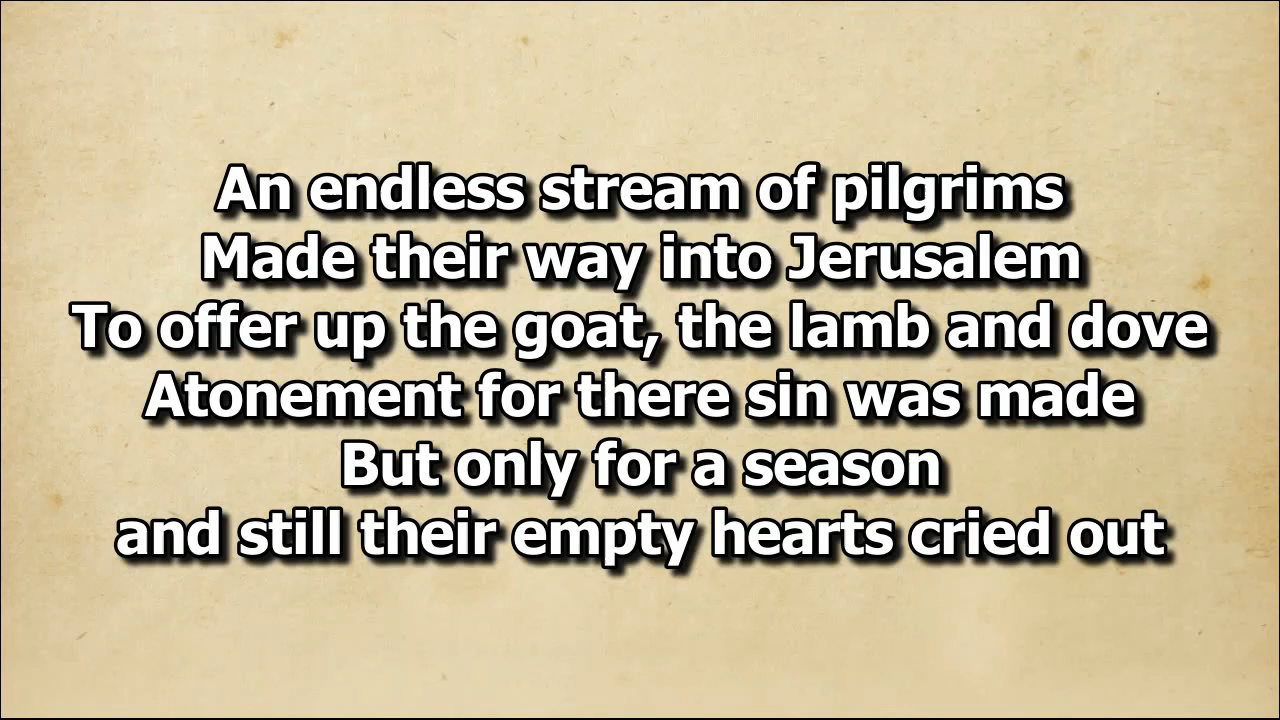 An endless stream of pilgrims
Made their way into Jerusalem
To offer up the goat, the lamb and dove
Atonement for there sin was made
But only for a season
and still their empty hearts cried out